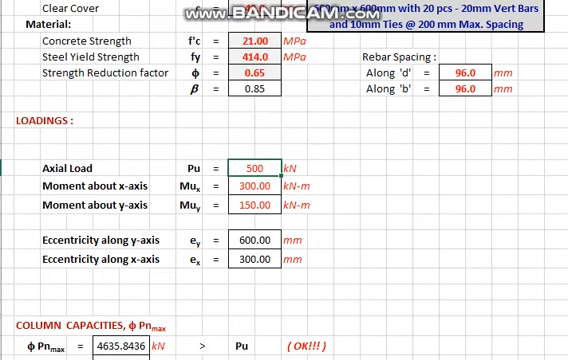 Clear Cover
WWW.BANDICAM.COM
600mm x 600mm with 20 pcs - 20mm Vert Bars
and 10mm Ties @ 200 mm Max. Spacing
Material:
Concrete Strength f'c = 21.00 MPa
Steel Yield Strength fy = 414.0 MPa Rebar Spacing :
Strength Reduction factor ϕ = 0.65 Along 'd' = 96.0 mm
β = 0.85 Along 'b' = 96.0 mm
LOADINGS :
Axial Load Pu = 500 kN
Moment about x-axis Mux = 300.00 kN-m
Moment about y-axis Muy = 150.00 kN-m
Eccentricity along y-axis ey = 600.00 mm
Eccentricity along x-axis ex = 300.00 mm
COLUMN CAPACITIES, ϕ Pnmax
ϕ Pnmax = 4635.8436 kN > Pu ( OK!!! )